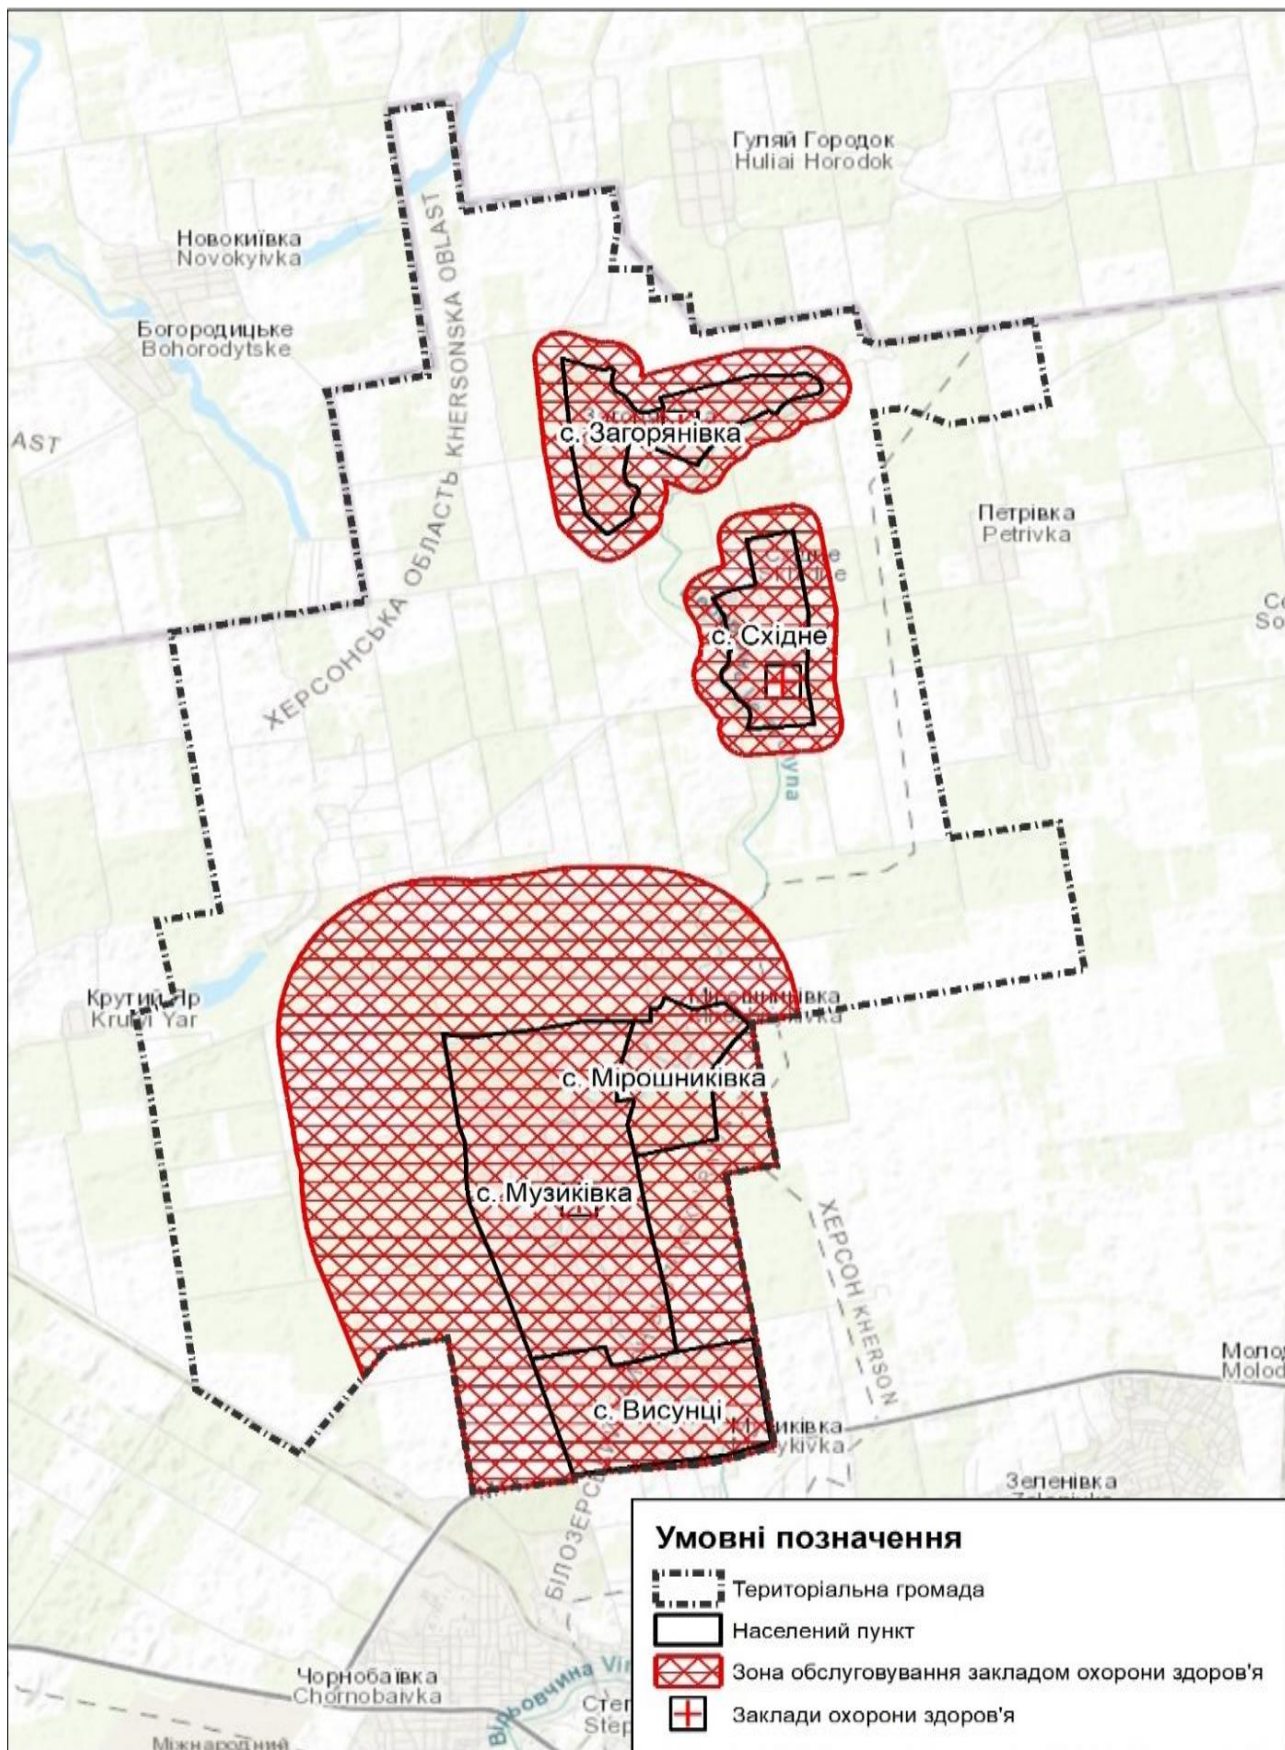 Гуляй Городок
Huliai Horodok
Новокиївка
Novokyivka
Богородицьке
Bohorodytske
AST
ХЕРСОНСЬКА ОБЛАСТЬ KHERSONSKA OBLAST
с. Загорянівка
Петрівка
Petrivka
с. Східне
Крутий Яр
Krutyi Yar
с. Мірошниківка
с. Музиківка
ХЕРСОН KHERSON
с. Висунці
Зеленівка
Чорнобаївка
Chornobaivka
Міжнародний
Умовні позначення
Територіальна громада
Населений пункт
Зона обслуговування закладом охорони здоров'я
Заклади охорони здоров'я